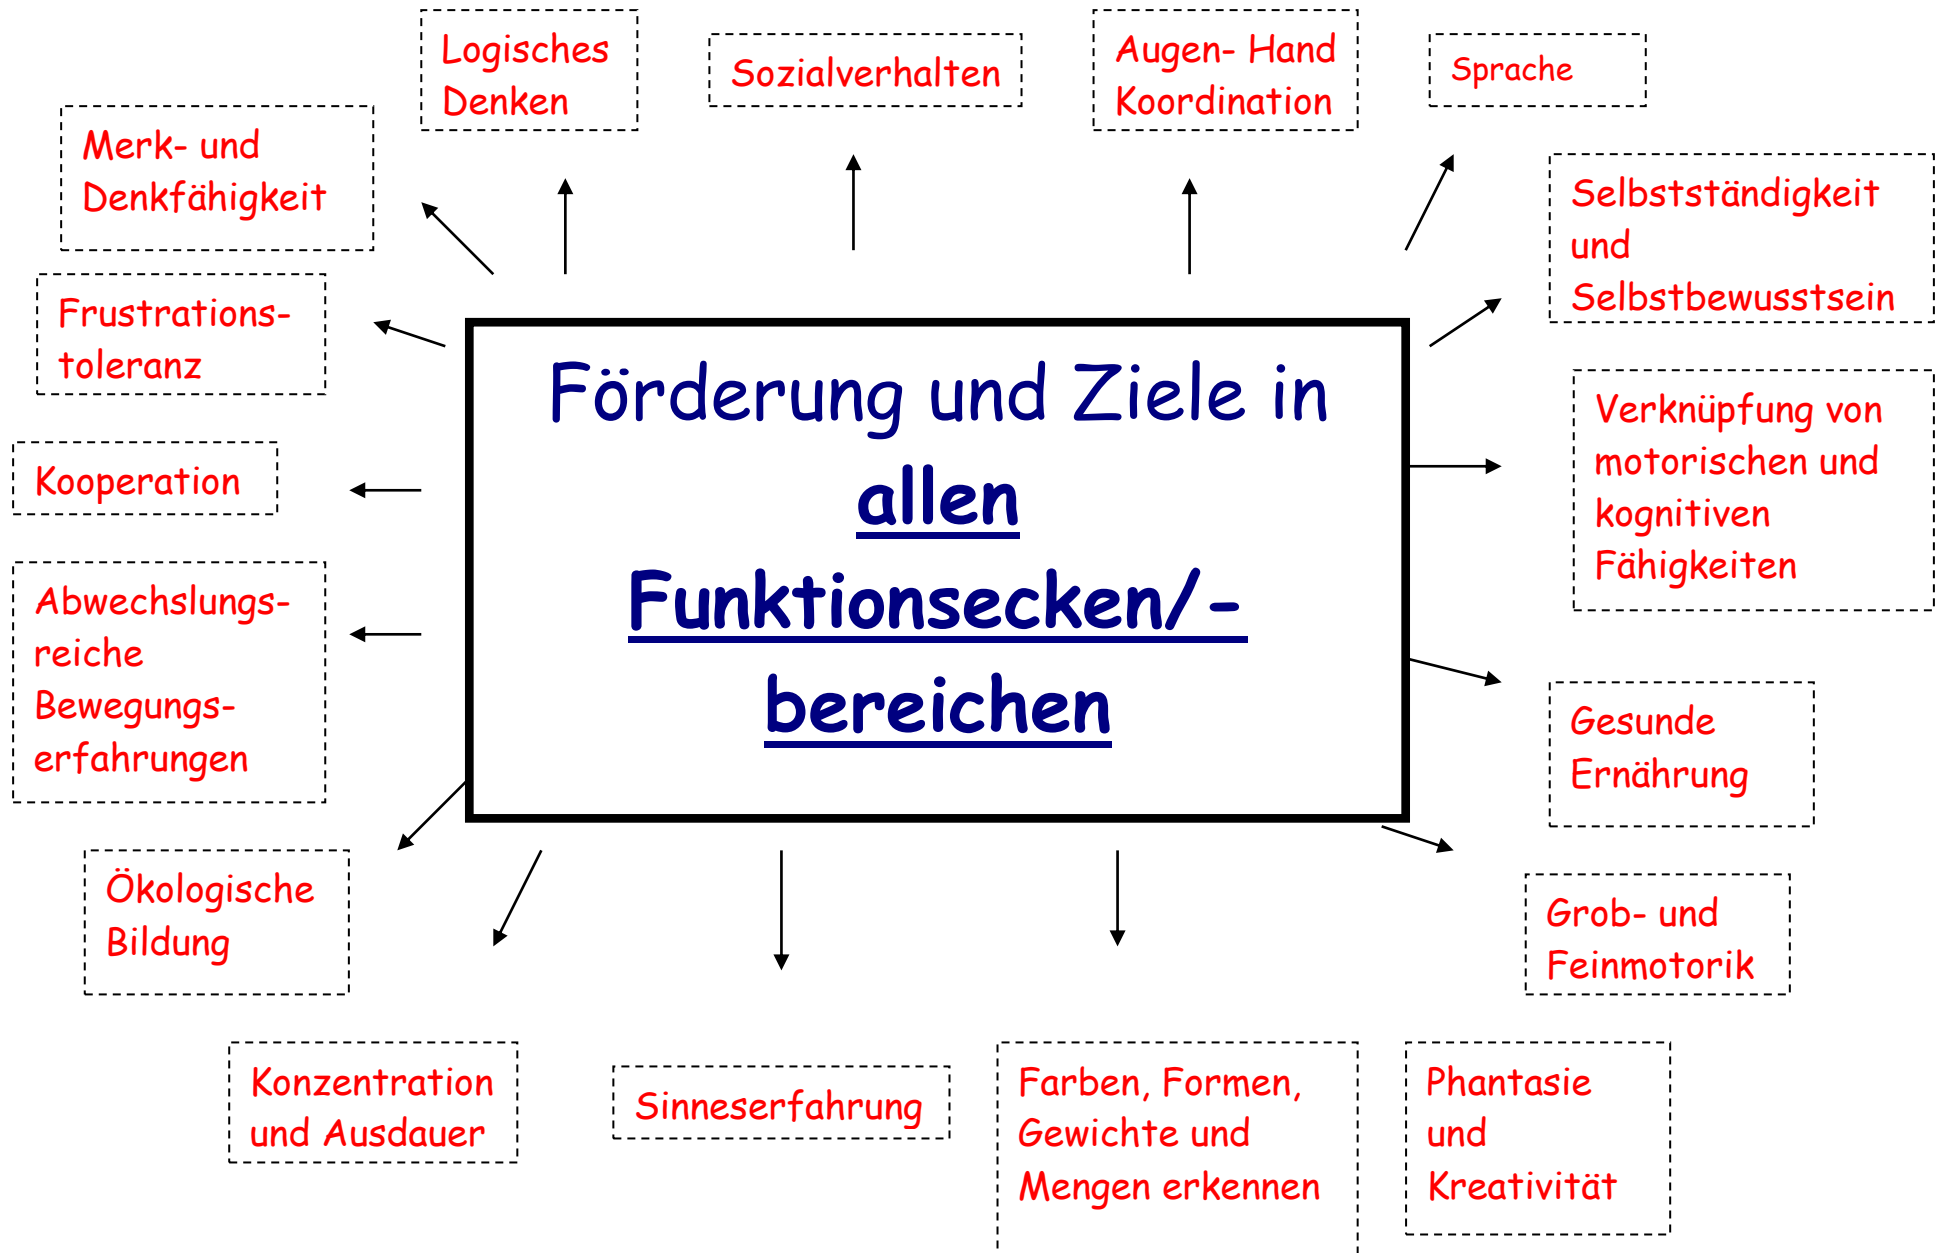 Logisches
Denken
Sozialverhalten
Augen- Hand
Koordination
Sprache
Merk- und
Denkfähigkeit
Selbstständigkeit
und
Selbstbewusstsein
Frustrations-
toleranz
Förderung und Ziele in
allen
Funktionsecken/-
bereichen
Verknüpfung von
motorischen und
kognitiven
Fähigkeiten
Kooperation
Abwechslungs-
reiche
Bewegungs-
erfahrungen
Gesunde
Ernährung
Ökologische
Bildung
Grob- und
Feinmotorik
Konzentration
und Ausdauer
Sinneserfahrung
Farben, Formen,
Gewichte und
Mengen erkennen
Phantasie
und
Kreativität